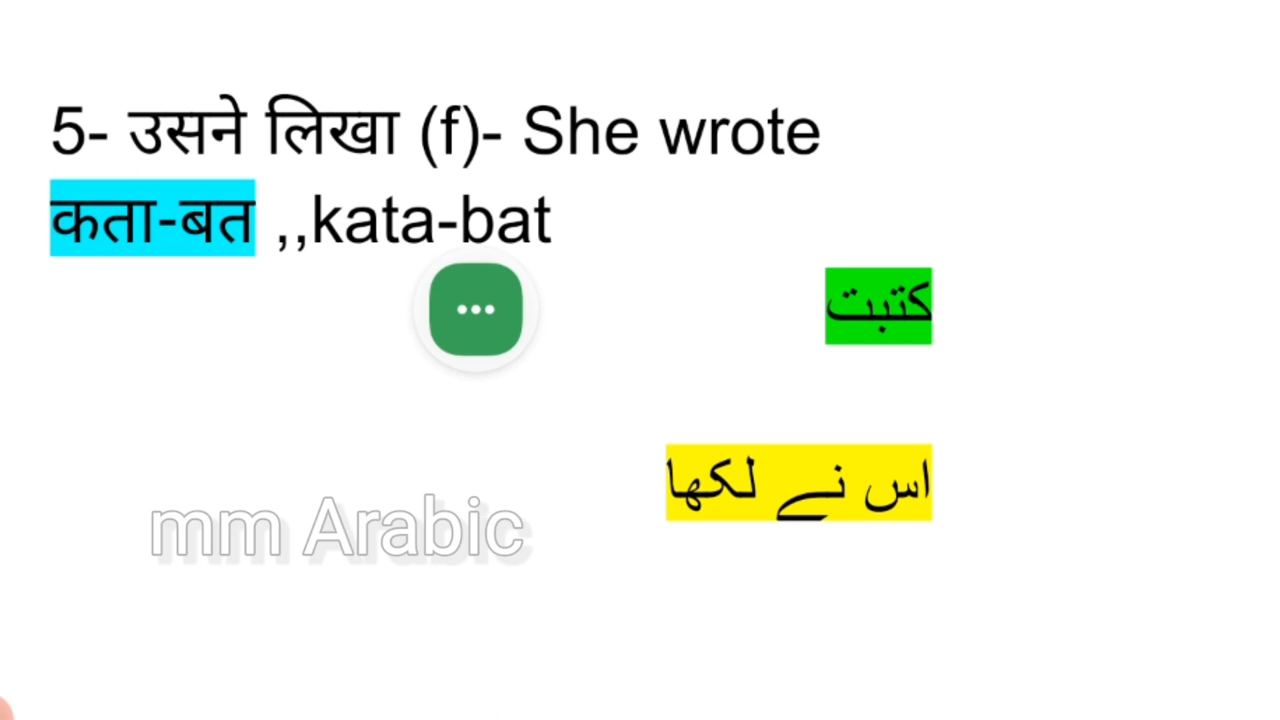 5- उसने लिखा (f)- She wrote
कता-बत ,,kata-bat
كتبت
اس نے لکھا
mm Arabic